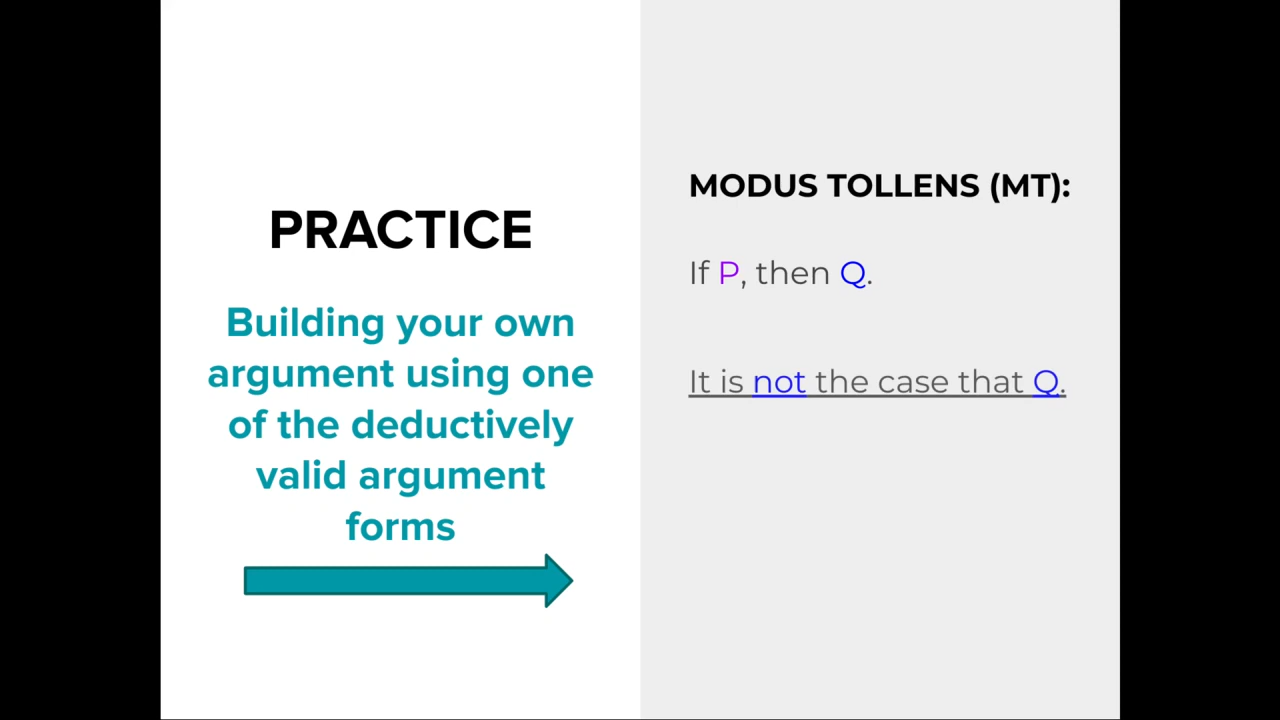 PRACTICE
Building your own
argument using one
of the deductively
valid argument
forms
MODUS TOLLENS (MT):
If P, then Q.
It is not the case that Q.